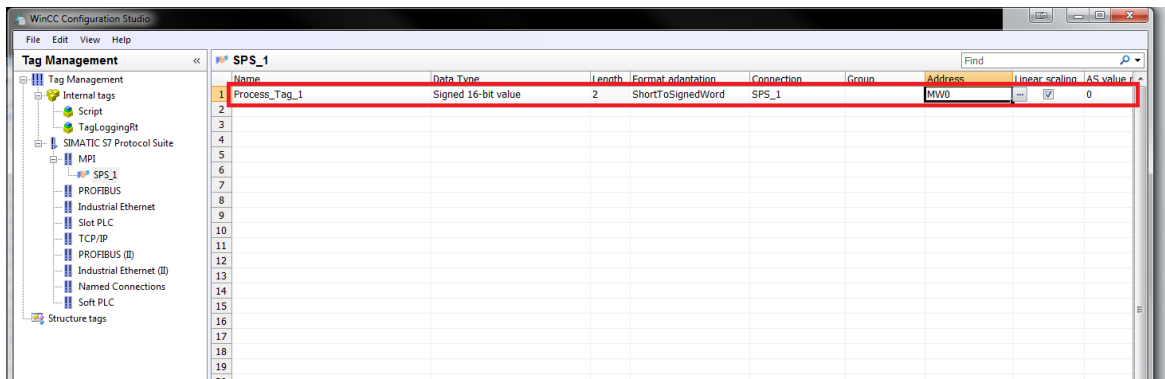 WinCC Configuration Studio
File Edit View Help
Tag Management «
SPS_1
Find
Tag Management
Internal tags
Script
TagLoggingRt
SIMATIC S7 Protocol Suite
MPI
SPS_1
PROFIBUS
Industrial Ethernet
Slot PLC
TCP/IP
PROFIBUS (II)
Industrial Ethernet (II)
Named Connections
Soft PLC
Structure tags
Name Data Type Length Format adaptation Connection Group Address Linear scaling AS value r
1 Process_Tag_1 Signed 16-bit value 2 ShortToSignedWord SPS_1 MW0 ... 0
2
3
4
5
6
7
8
9
10
11
12
13
14
15
16
17
18
19